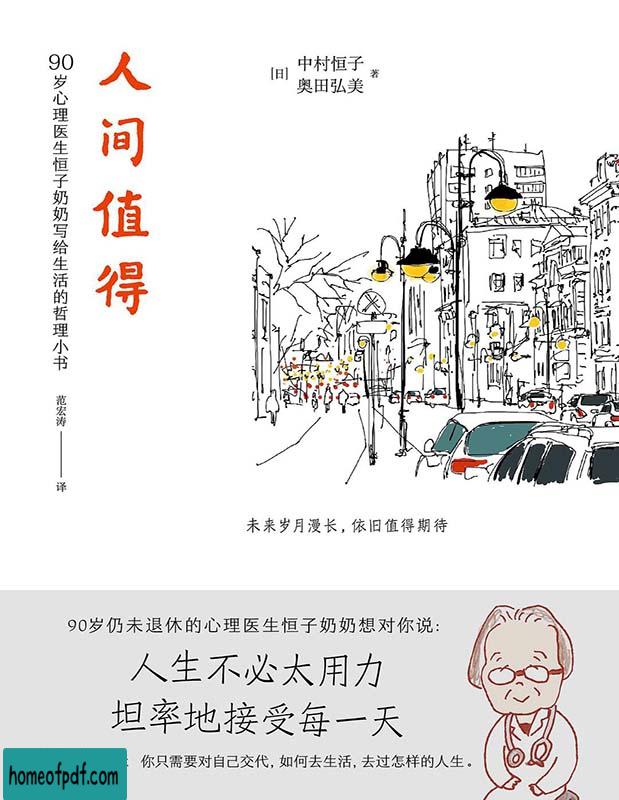 人间值得
90岁心理医生恒子奶奶写给生活的哲理小书
范宏涛——译
[日] 中村恒子
奥田弘美 著
未来岁月漫长，依旧值得期待
90岁仍未退休的心理医生恒子奶奶想对你说：
人生不必太用力
坦率地接受每一天
你只需要对自己交代，如何去生活，去过怎样的人生。
homeofpdf.com